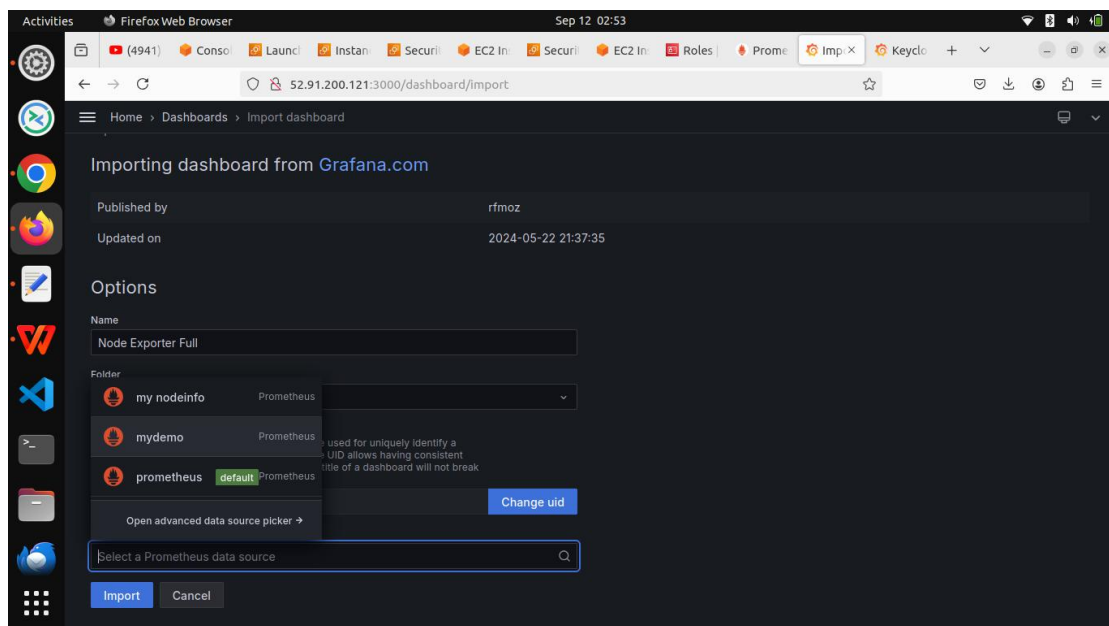 Activities Firefox Web Browser Sep 12 02:53
(4941) Consol Launcl Instan Securit EC2 In: Securi EC2 In: Roles | Prome Imp Keyclo
52.91.200.121:3000/dashboard/import
Home › Dashboards › Import dashboard
Importing dashboard from Grafana.com
Published by rfmoz
Updated on 2024-05-22 21:37:35
Options
Name
Node Exporter Full
Folder
my nodeinfo Prometheus
mydemo Prometheus
used for uniquely identify a
UID allows having consistent
title of a dashboard will not break
prometheus default Prometheus
Change uid
Open advanced data source picker →
Select a Prometheus data source
Import Cancel